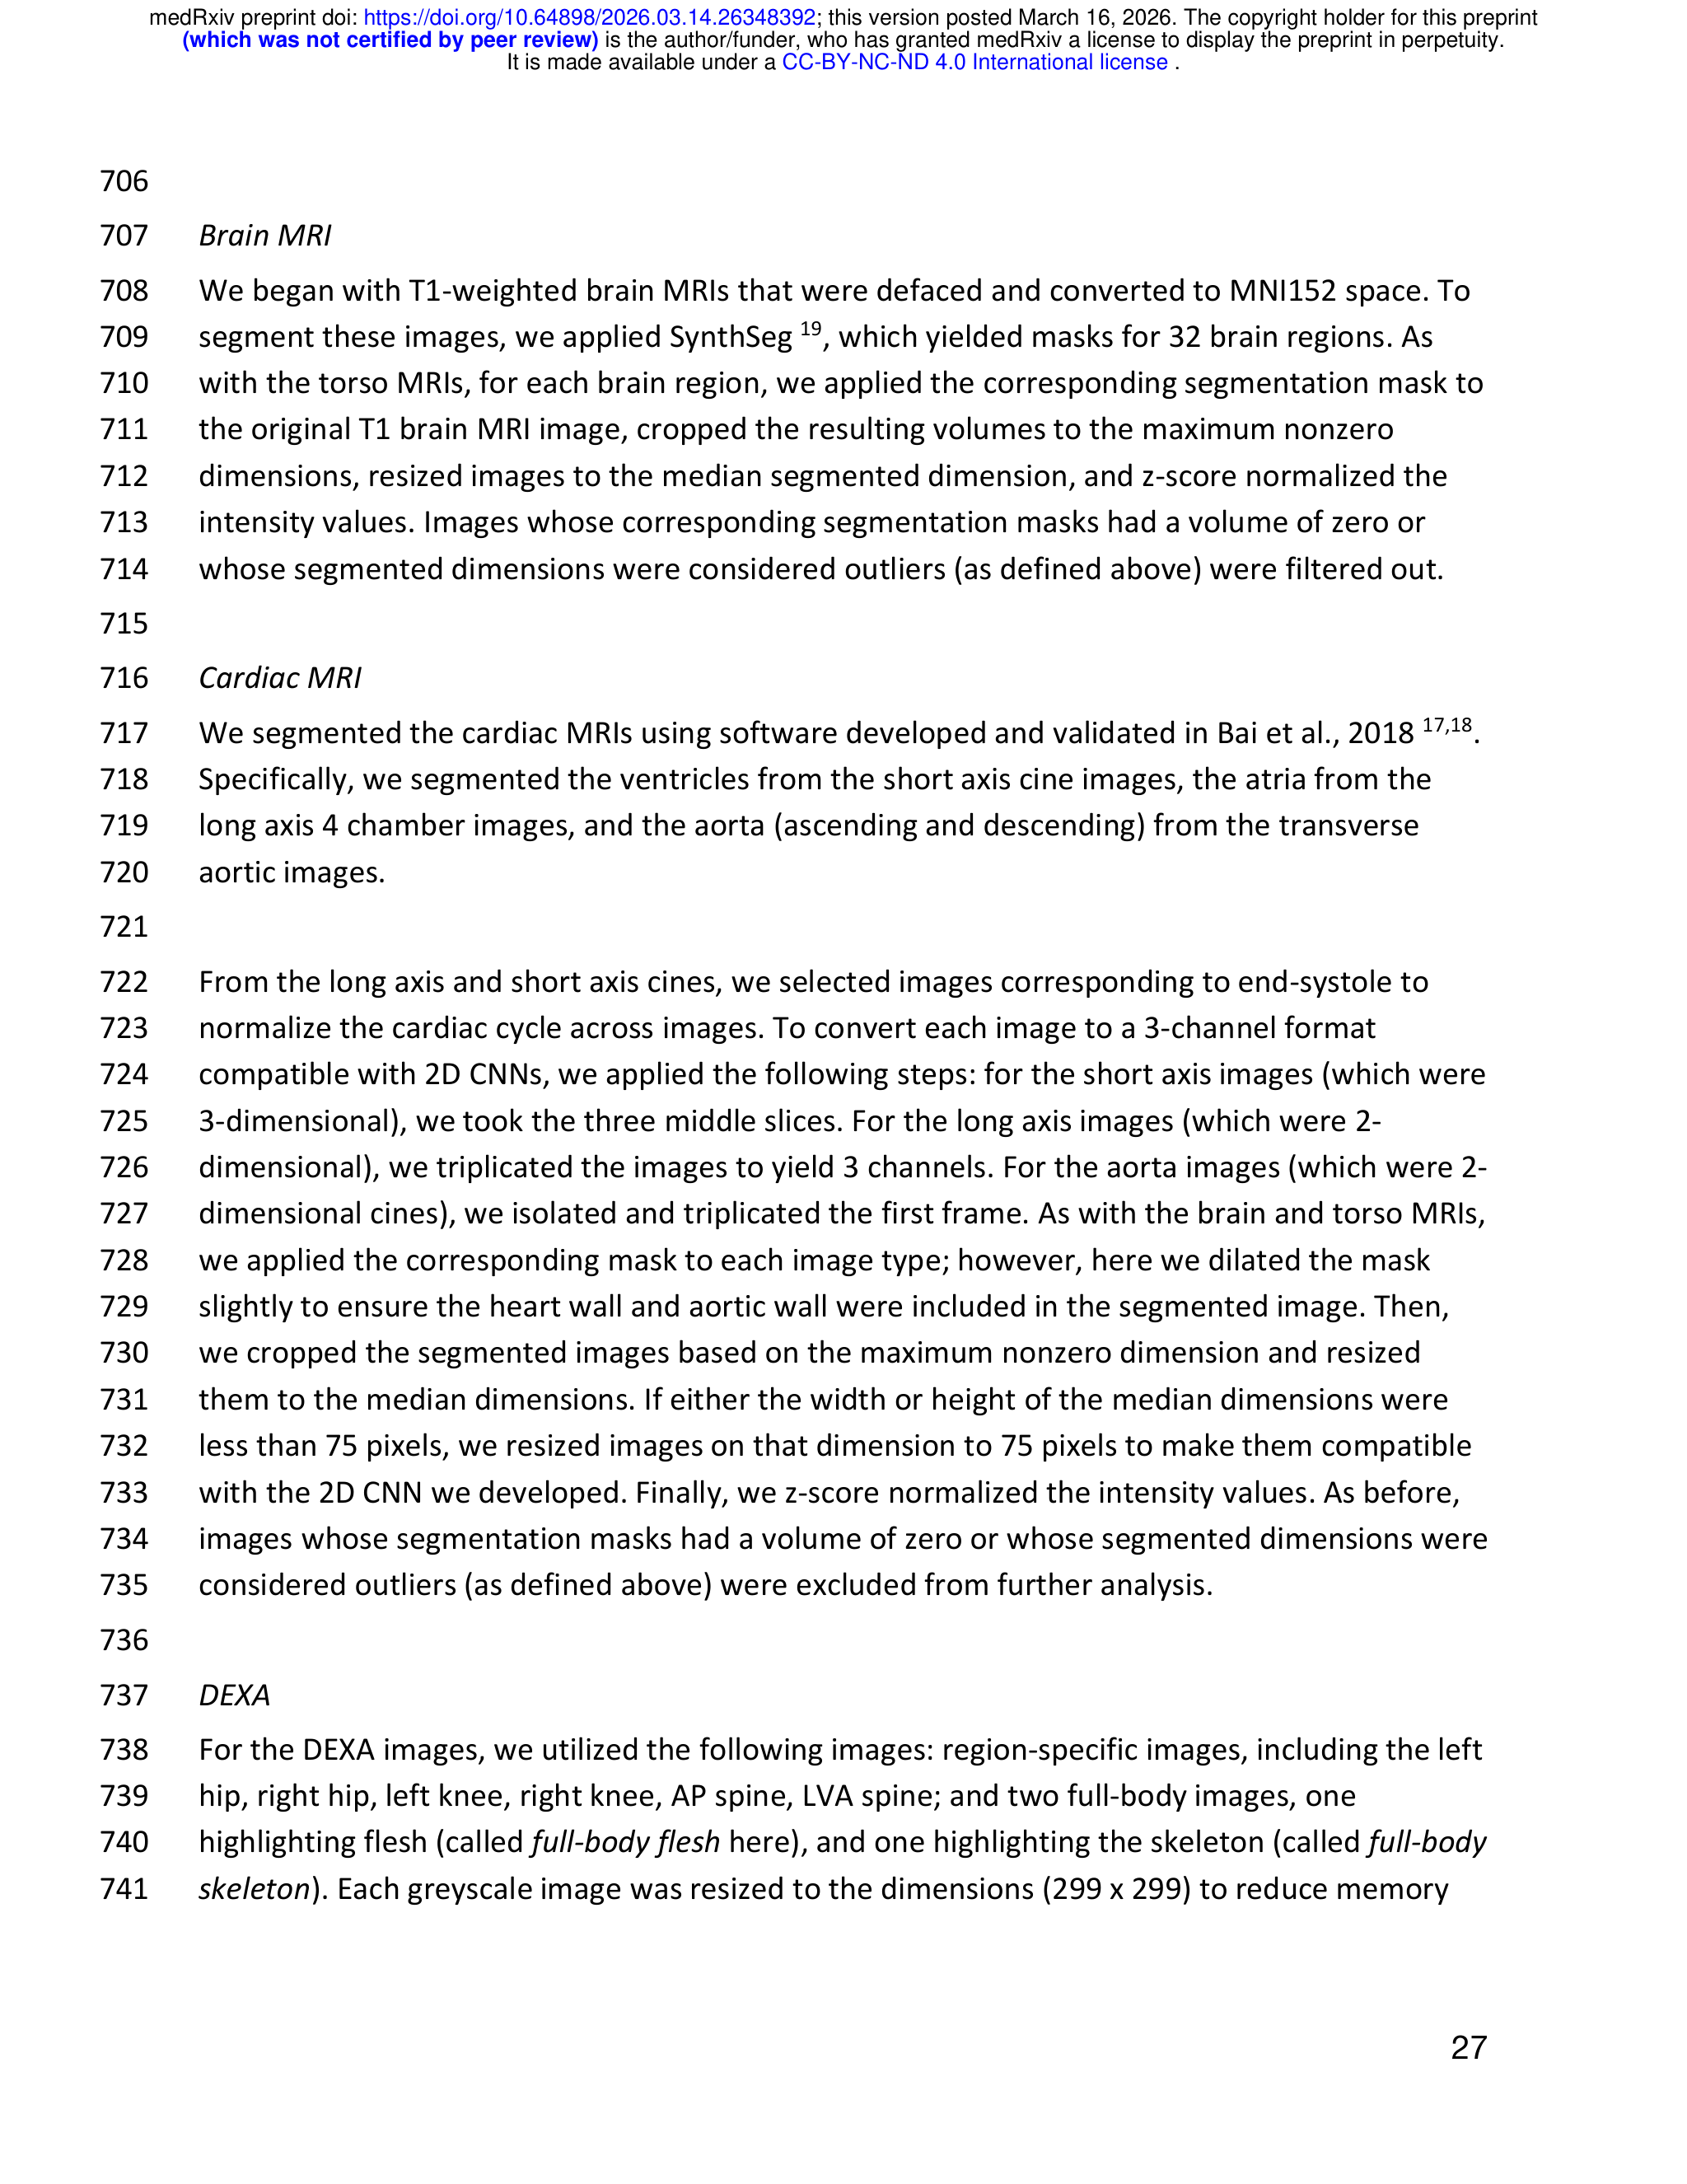 medRxiv preprint doi: https://doi.org/10.64898/2026.03.14.26348392; this version posted March 16, 2026. The copyright holder for this preprint
(which was not certified by peer review) is the author/funder, who has granted medRxiv a license to display the preprint in perpetuity.
It is made available under a CC-BY-NC-ND 4.0 International license .
706
707 Brain MRI
708 We began with T1-weighted brain MRIs that were defaced and converted to MNI152 space. To
709 segment these images, we applied SynthSeg 19, which yielded masks for 32 brain regions. As
710 with the torso MRIs, for each brain region, we applied the corresponding segmentation mask to
711 the original T1 brain MRI image, cropped the resulting volumes to the maximum nonzero
712 dimensions, resized images to the median segmented dimension, and z-score normalized the
713 intensity values. Images whose corresponding segmentation masks had a volume of zero or
714 whose segmented dimensions were considered outliers (as defined above) were filtered out.
715
716 Cardiac MRI
717 We segmented the cardiac MRIs using software developed and validated in Bai et al., 2018 17,18.
718 Specifically, we segmented the ventricles from the short axis cine images, the atria from the
719 long axis 4 chamber images, and the aorta (ascending and descending) from the transverse
720 aortic images.
721
722 From the long axis and short axis cines, we selected images corresponding to end-systole to
723 normalize the cardiac cycle across images. To convert each image to a 3-channel format
724 compatible with 2D CNNs, we applied the following steps: for the short axis images (which were
725 3-dimensional), we took the three middle slices. For the long axis images (which were 2-
726 dimensional), we triplicated the images to yield 3 channels. For the aorta images (which were 2-
727 dimensional cines), we isolated and triplicated the first frame. As with the brain and torso MRIs,
728 we applied the corresponding mask to each image type; however, here we dilated the mask
729 slightly to ensure the heart wall and aortic wall were included in the segmented image. Then,
730 we cropped the segmented images based on the maximum nonzero dimension and resized
731 them to the median dimensions. If either the width or height of the median dimensions were
732 less than 75 pixels, we resized images on that dimension to 75 pixels to make them compatible
733 with the 2D CNN we developed. Finally, we z-score normalized the intensity values. As before,
734 images whose segmentation masks had a volume of zero or whose segmented dimensions were
735 considered outliers (as defined above) were excluded from further analysis.
736
737 DEXA
738 For the DEXA images, we utilized the following images: region-specific images, including the left
739 hip, right hip, left knee, right knee, AP spine, LVA spine; and two full-body images, one
740 highlighting flesh (called full-body flesh here), and one highlighting the skeleton (called full-body
741 skeleton). Each greyscale image was resized to the dimensions (299 x 299) to reduce memory
27